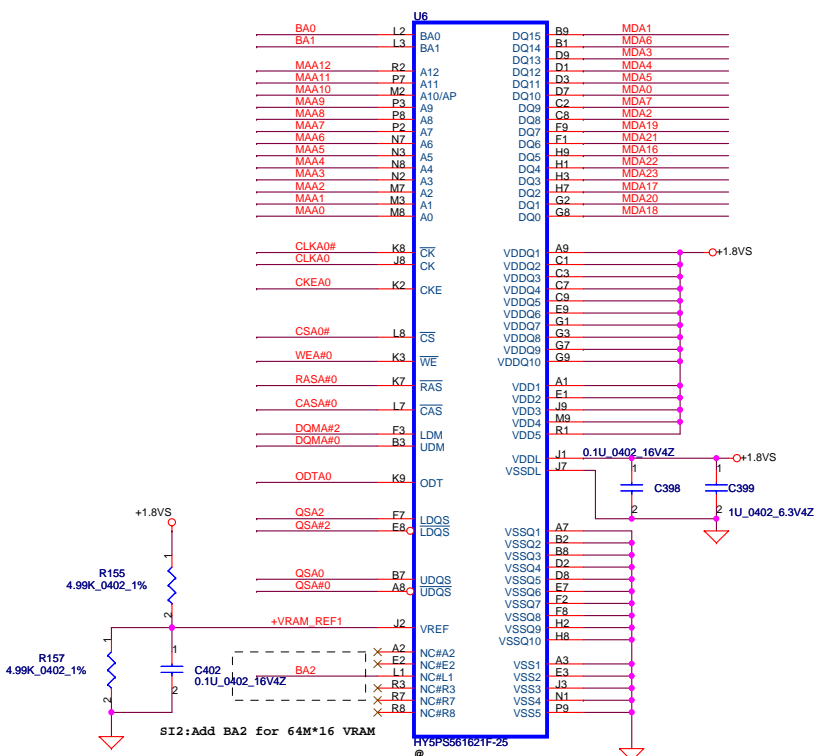 U6
BA0 L2 BA0 DQ15 B9 MDA1
BA1 L3 BA1 DQ14 B1 MDA6
DQ13 D9 MDA3
MAA12 R2 A12 DQ12 D1 MDA4
MAA11 P7 A11 DQ11 D3 MDA5
MAA10 M2 A10/AP DQ10 D7 MDA0
MAA9 P3 A9 DQ9 C2 MDA7
MAA8 P8 A8 DQ8 C8 MDA2
MAA7 P2 A7 DQ7 F9 MDA19
MAA6 N7 A6 DQ6 F1 MDA21
MAA5 N3 A5 DQ5 H9 MDA16
MAA4 N8 A4 DQ4 H1 MDA22
MAA3 N2 A3 DQ3 H3 MDA23
MAA2 M7 A2 DQ2 H7 MDA17
MAA1 M3 A1 DQ1 G2 MDA20
MAA0 M8 A0 DQ0 G8 MDA18
CLKA0# K8 CK VDDQ1 A9 +1.8VS
CLKA0 J8 CK VDDQ2 C1
VDDQ3 C3
CKEA0 K2 CKE VDDQ4 C7
VDDQ5 C9
VDDQ6 E9
VDDQ7 G1
CSA0# L8 CS VDDQ8 G3
VDDQ9 G7
WEA#0 K3 WE VDDQ10 G9
RASA#0 K7 RAS VDD1 A1
VDD2 E1
CASA#0 L7 CAS VDD3 J9
VDD4 M9
DQMA#2 F3 LDM VDD5 R1
DQMA#0 B3 UDM
VDDL J1 0.1U_0402_16V4Z +1.8VS
VSSDL J7
ODTA0 K9 ODT
1 1
C398 C399
2 2 1U_0402_6.3V4Z
QSA2 F7 LDQS
QSA#2 E8 LDQS VSSQ1 A7
VSSQ2 B2
VSSQ3 B8
VSSQ4 D2
QSA0 B7 UDQS VSSQ5 D8
QSA#0 A8 UDQS VSSQ6 E7
VSSQ7 F2
VSSQ8 F8
+VRAM_REF1 J2 VREF VSSQ9 H2
VSSQ10 H8
+1.8VS
1
R155
4.99K_0402_1%
2
R157
4.99K_0402_1%
1
2
1
C402
0.1U_0402_16V4Z
2
A2 NC#A2
E2 NC#E2 VSS1 A3
BA2 L1 NC#L1 VSS2 E3
R3 NC#R3 VSS3 J3
R7 NC#R7 VSS4 N1
R8 NC#R8 VSS5 P9
SI2:Add BA2 for 64M*16 VRAM
HY5PS561621F-25
@